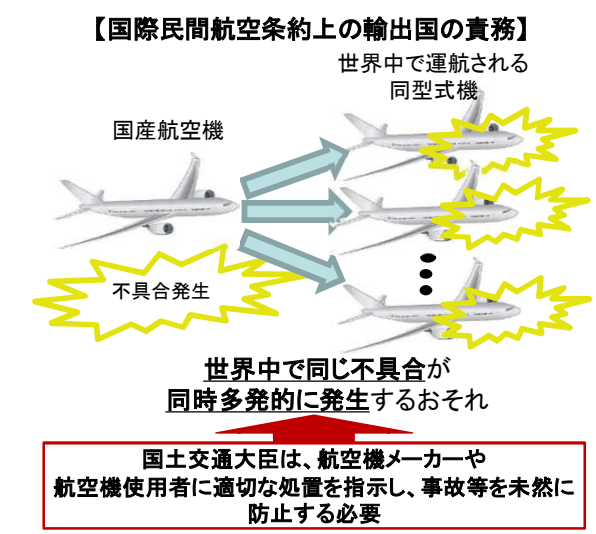 【国際民間航空条約上の輸出国の責務】
世界中で運航される
同型式機
国産航空機
不具合発生
世界中で同じ不具合が
同時多発的に発生するおそれ
国土交通大臣は、航空機メーカーや
航空機使用者に適切な処置を指示し、事故等を未然に
防止する必要